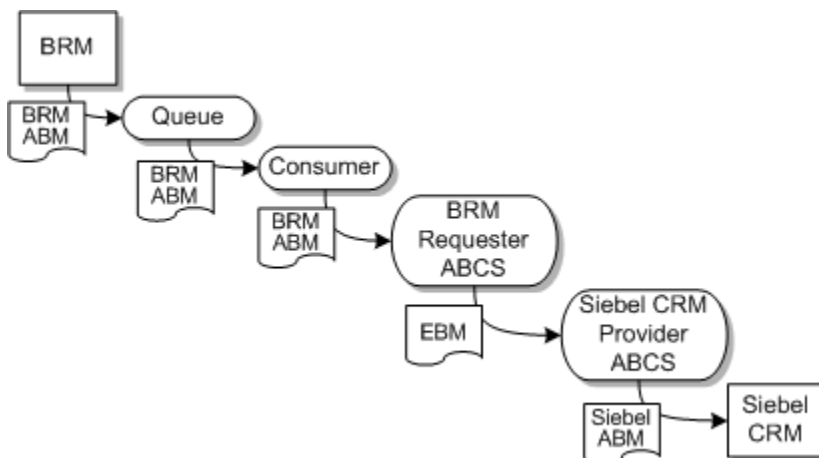 BRM
BRM
ABM
Queue
BRM
ABM
Consumer
BRM
ABM
BRM
Requester
ABCS
EBM
Siebel CRM
Provider
ABCS
Siebel
ABM
Siebel
CRM